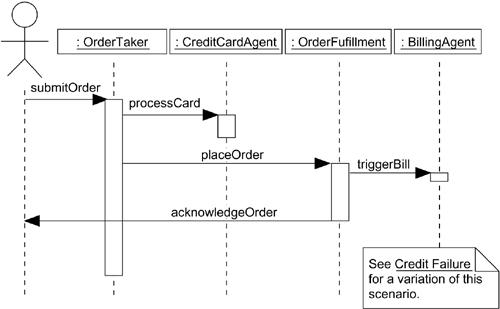 : OrderTaker
: CreditCardAgent
: OrderFufillment
: BillingAgent
submitOrder
processCard
placeOrder
triggerBill
acknowledgeOrder
See Credit Failure
for a variation of this
scenario.